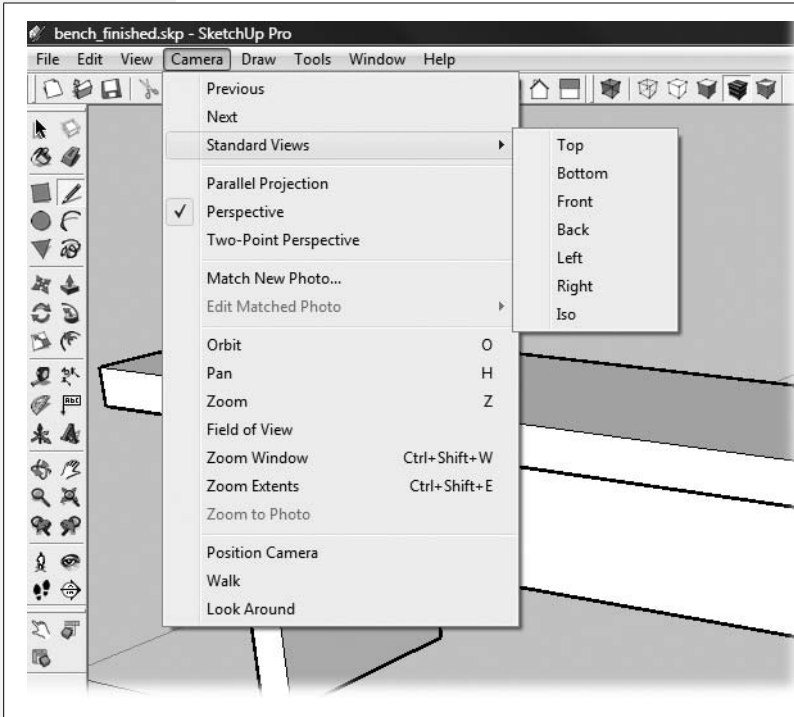 bench_finished.skp - SketchUp Pro
File Edit View Camera Draw Tools Window Help
Previous
Next
Standard Views
Top
Bottom
Front
Back
Left
Right
Iso
Parallel Projection
Perspective
Two-Point Perspective
Match New Photo...
Edit Matched Photo
Orbit O
Pan H
Zoom Z
Field of View
Zoom Window Ctrl+Shift+W
Zoom Extents Ctrl+Shift+E
Zoom to Photo
Position Camera
Walk
Look Around